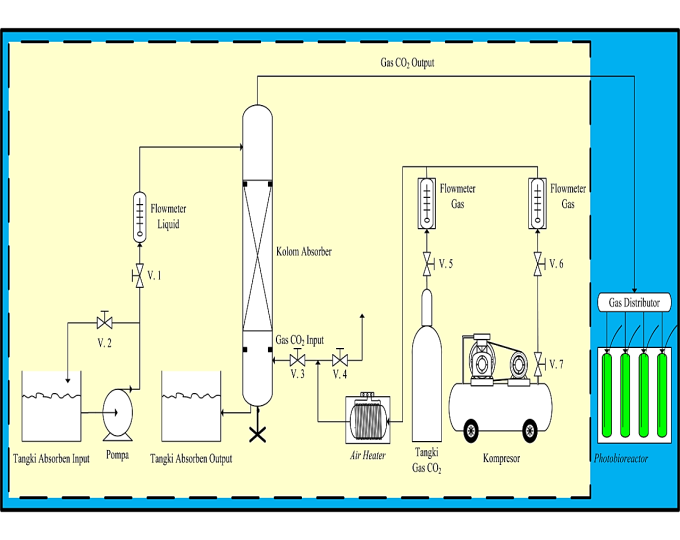 Gas CO₂ Output
Flowmeter
Liquid
Flowmeter
Gas
Flowmeter
Gas
Kolom Absorber
V. 1
V. 5
V. 6
Gas Distributor
V. 2
Gas CO₂ Input
V. 3
V. 4
V. 7
Tangki Absorben Input
Pompa
Tangki Absorben Output
Air Heater
Tangki
Gas CO₂
Kompresor
Photobioreactor